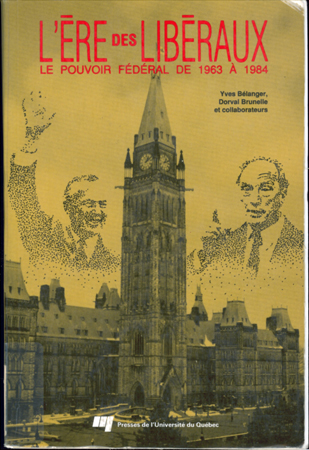 L'ÈRE DES LIBÉRAUX
LE POUVOIR FÉDÉRAL DE 1963 À 1984
Yves Bélanger,
Dorval Brunelle
et collaborateurs
Presses de l'Université du Québec